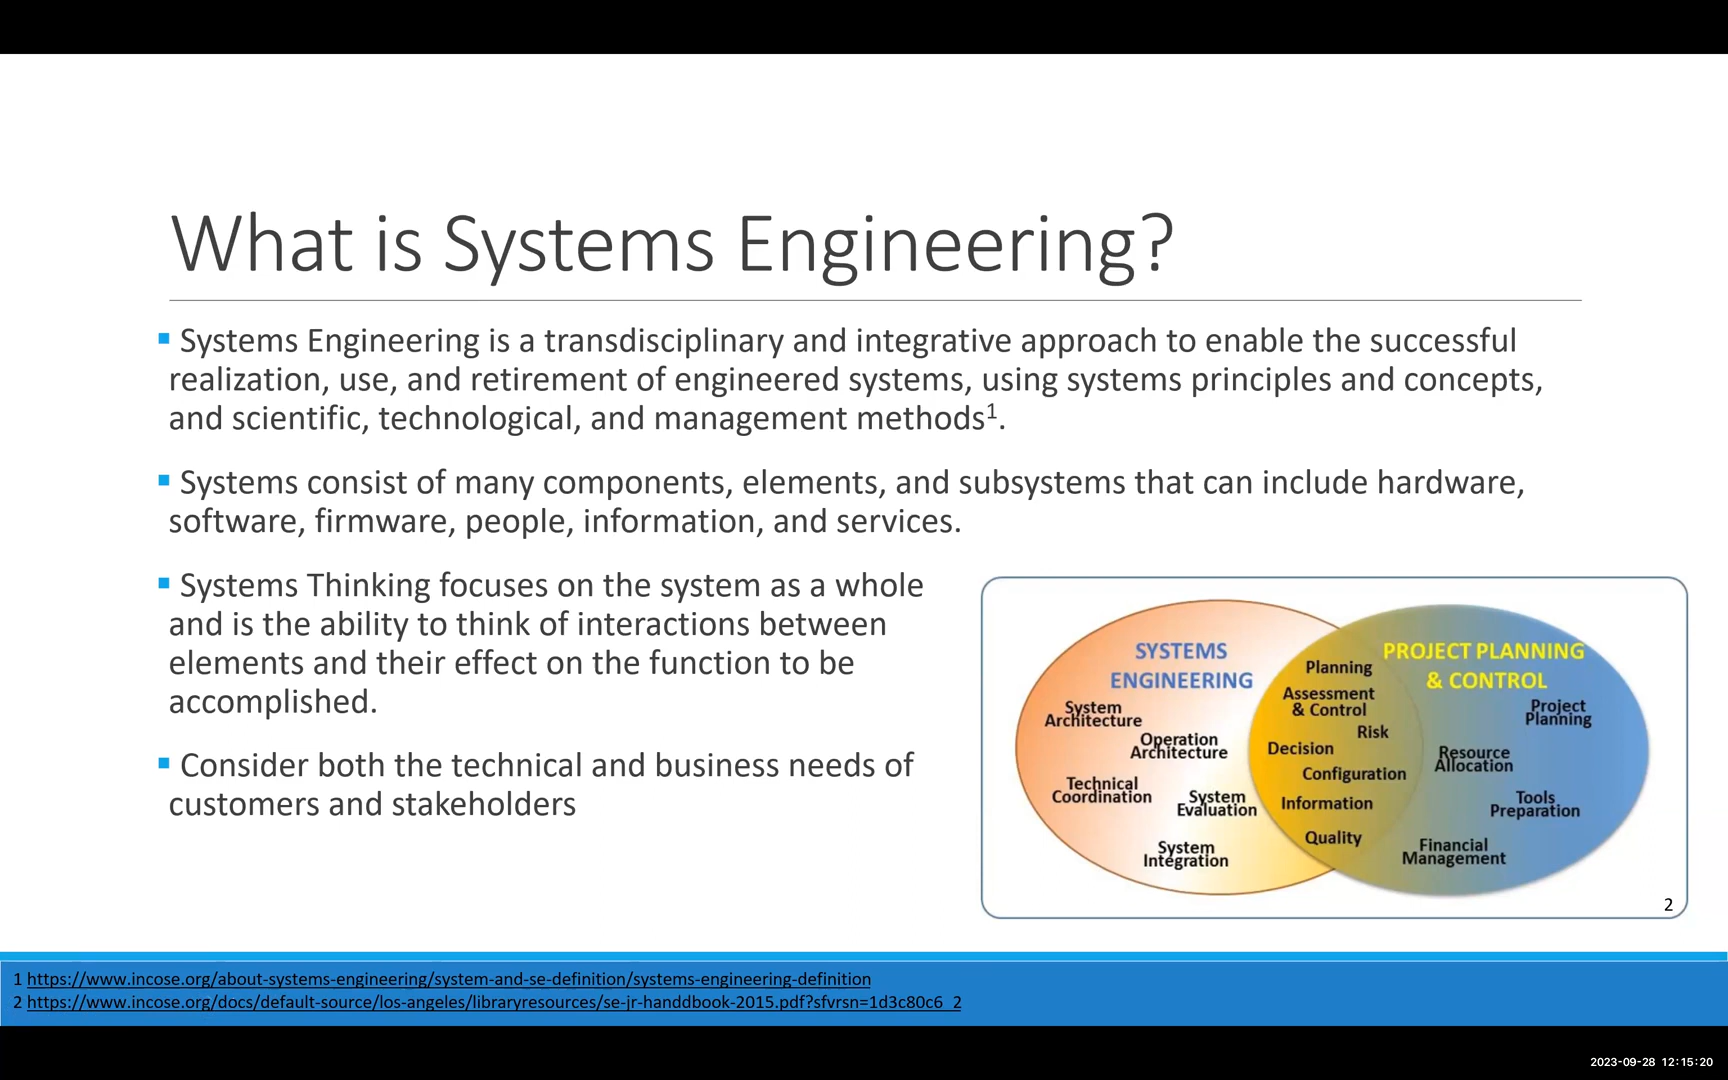 What is Systems Engineering?
▪ Systems Engineering is a transdisciplinary and integrative approach to enable the successful
realization, use, and retirement of engineered systems, using systems principles and concepts,
and scientific, technological, and management methods¹.
▪ Systems consist of many components, elements, and subsystems that can include hardware,
software, firmware, people, information, and services.
▪ Systems Thinking focuses on the system as a whole
and is the ability to think of interactions between
elements and their effect on the function to be
accomplished.
▪ Consider both the technical and business needs of
customers and stakeholders
SYSTEMS
ENGINEERING
System
Architecture
Operation
Architecture
Technical
Coordination
System
Evaluation
System
Integration
Planning
Assessment
& Control
Risk
Decision
Configuration
Information
Quality
PROJECT PLANNING
& CONTROL
Project
Planning
Resource
Allocation
Tools
Preparation
Financial
Management
2
1 https://www.incose.org/about-systems-engineering/system-and-se-definition/systems-engineering-definition
2 https://www.incose.org/docs/default-source/los-angeles/libraryresources/se-jr-handdbook-2015.pdf?sfvrsn=1d3c80c6_2
2023-09-28 12:15:20